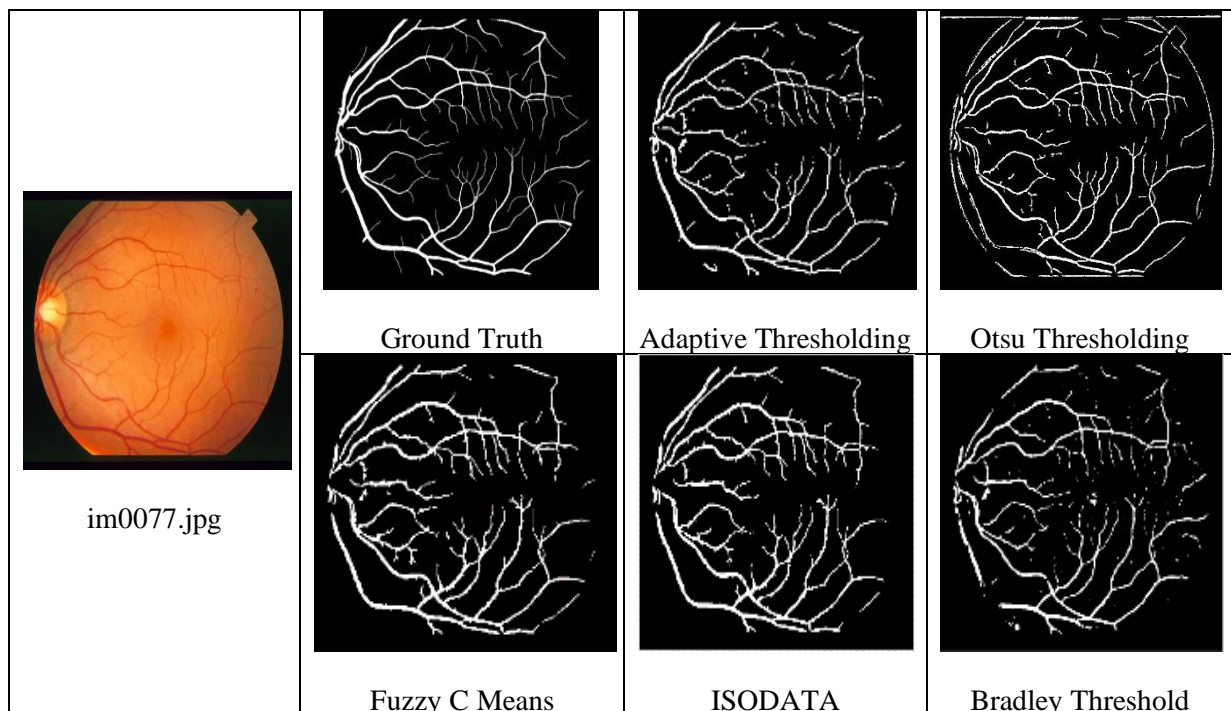 im0077.jpg
Ground Truth
Adaptive Thresholding
Otsu Thresholding
Fuzzy C Means
ISODATA
Bradley Threshold